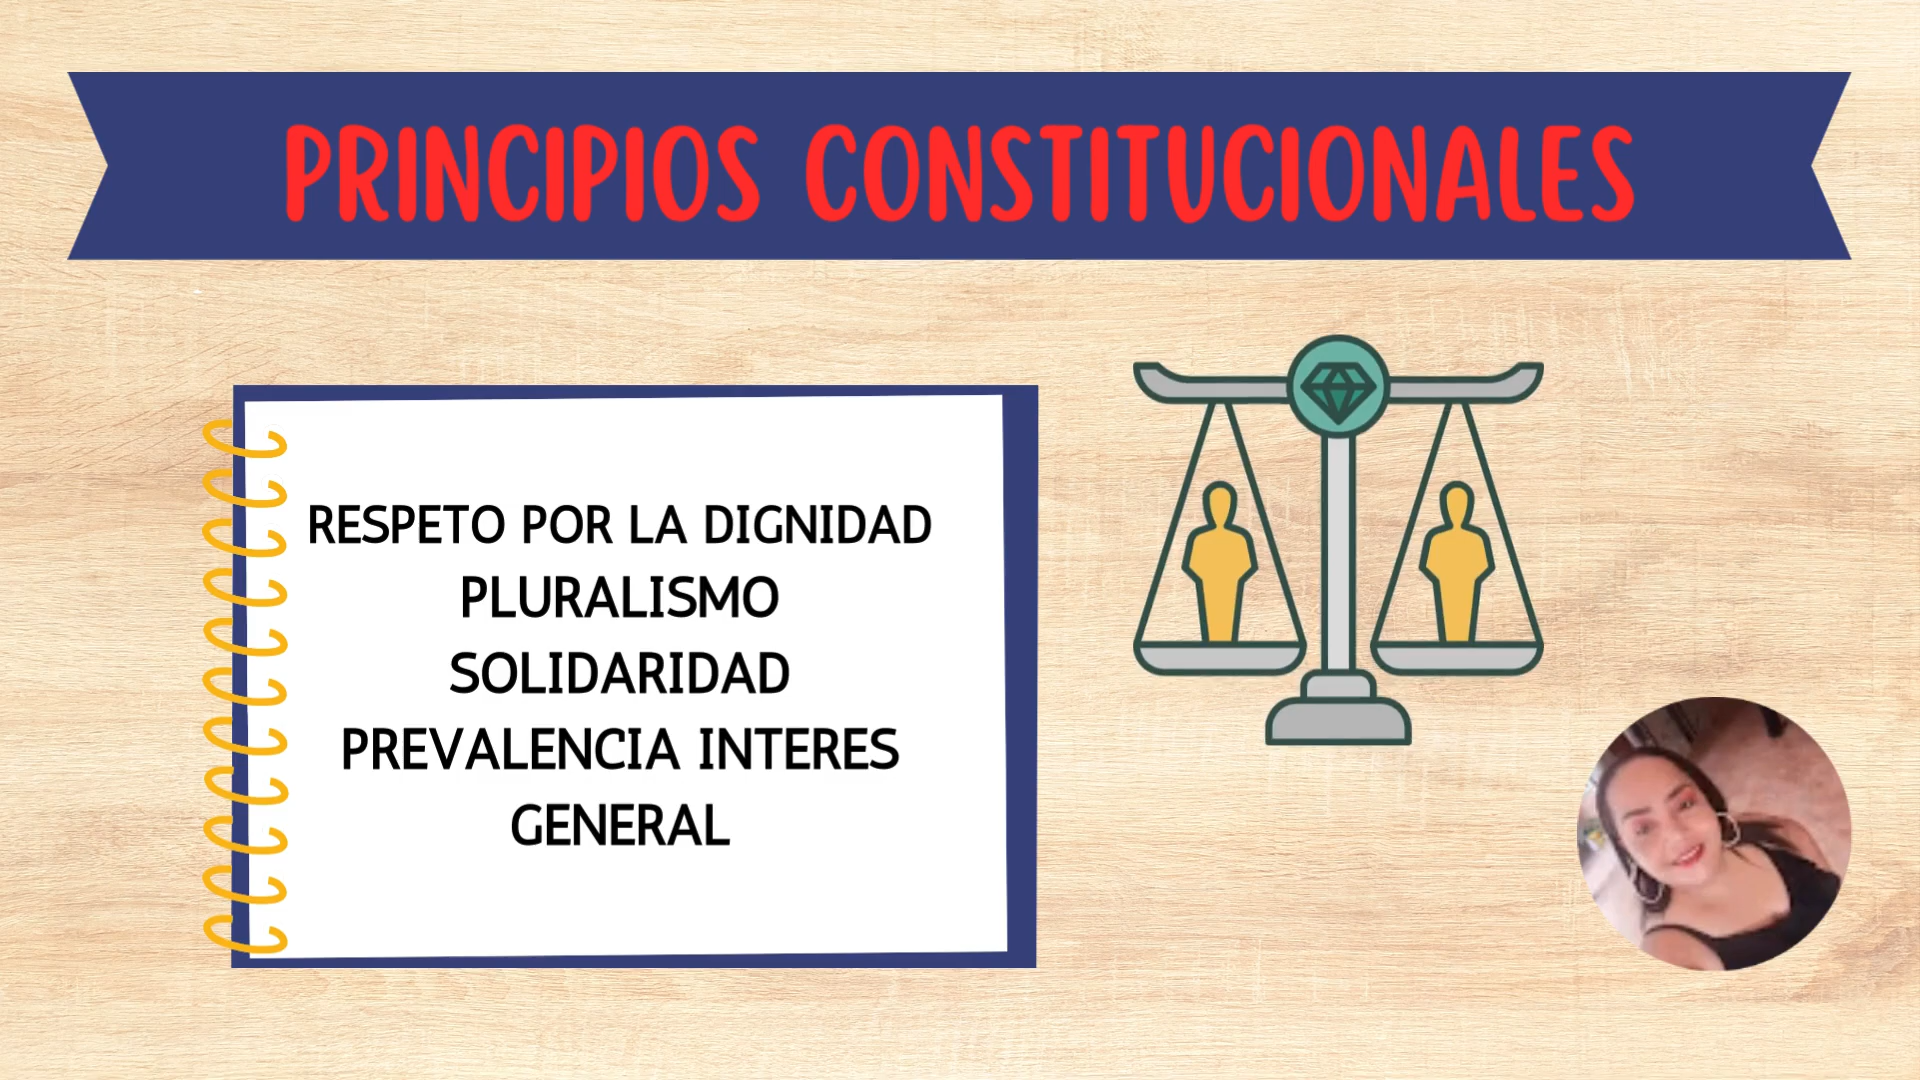 PRINCIPIOS CONSTITUCIONALES
RESPETO POR LA DIGNIDAD
PLURALISMO
SOLIDARIDAD
PREVALENCIA INTERES
GENERAL